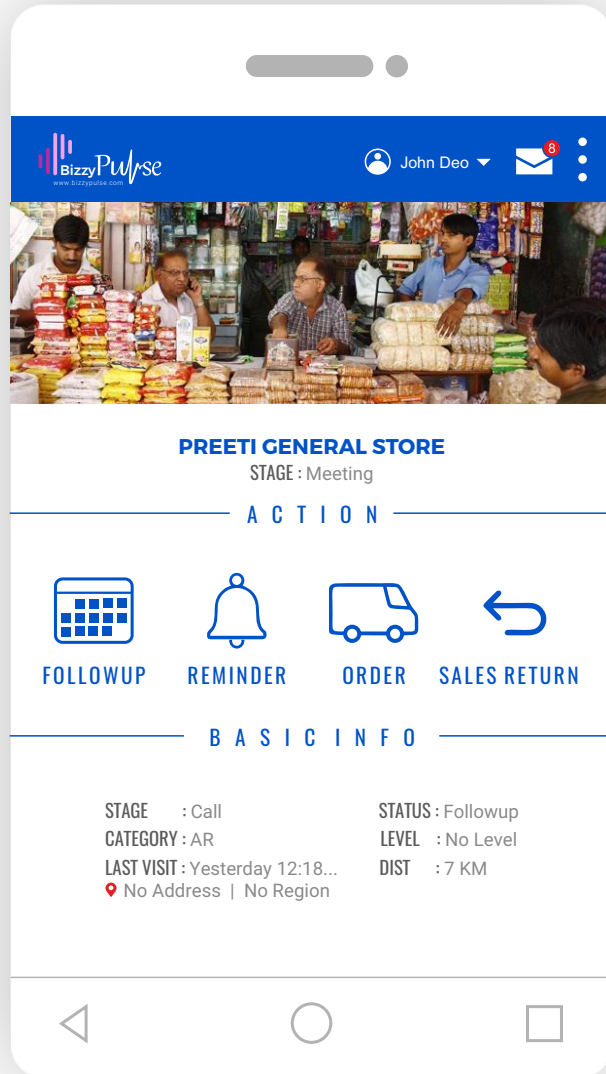 BizzyPulse
www.bizzypulse.com
John Deo
8
PREETI GENERAL STORE
STAGE : Meeting
ACTION
FOLLOWUP
REMINDER
ORDER
SALES RETURN
BASIC INFO
STAGE : Call
STATUS : Followup
CATEGORY : AR
LEVEL : No Level
LAST VISIT : Yesterday 12:18...
DIST : 7 KM
No Address | No Region